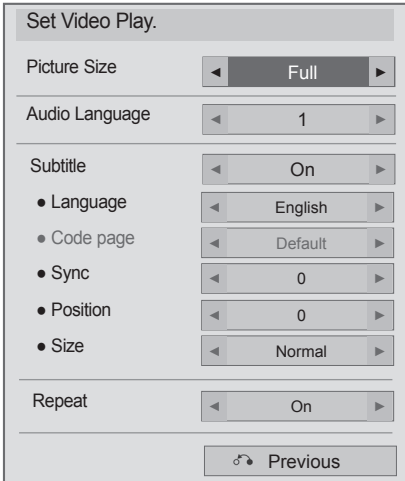 Set Video Play.
Picture Size ◄ Full ►
Audio Language ◄ 1 ►
Subtitle ◄ On ►
● Language ◄ English ►
● Code page ◄ Default ►
● Sync ◄ 0 ►
● Position ◄ 0 ►
● Size ◄ Normal ►
Repeat ◄ On ►
Previous